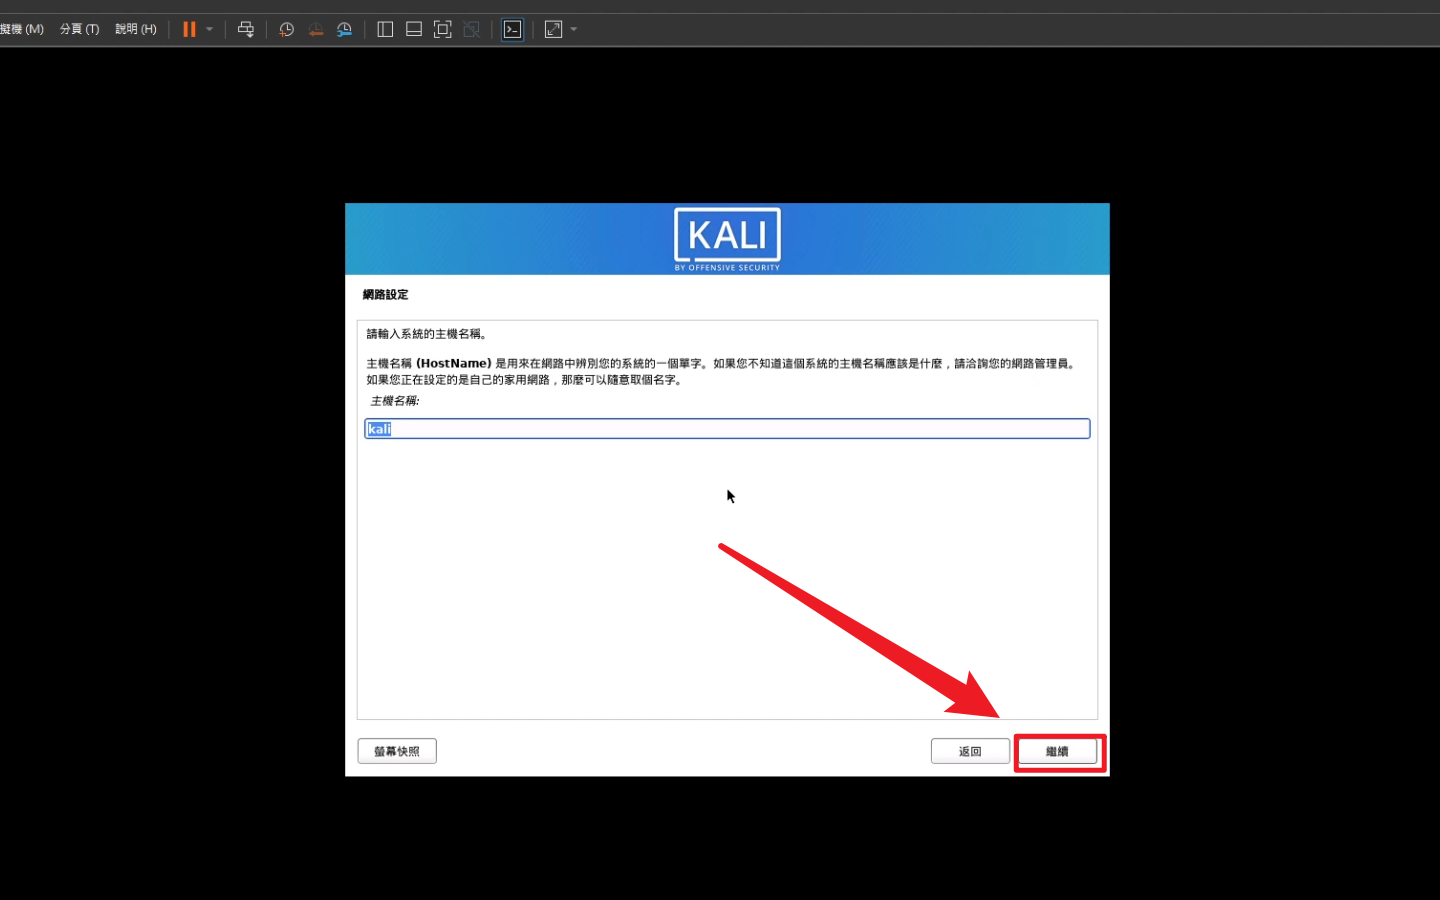 擬機 (M) 分頁 (T) 說明 (H)
KALI
BY OFFENSIVE SECURITY
網路設定
請輸入系統的主機名稱。
主機名稱 (HostName) 是用來在網路中辨別您的系統的一個單字。如果您不知道這個系統的主機名稱應該是什麼，請洽詢您的網路管理員。
如果您正在設定的是自己的家用網路，那麼可以隨意取個名字。
主機名稱:
kali
螢幕快照 返回 繼續